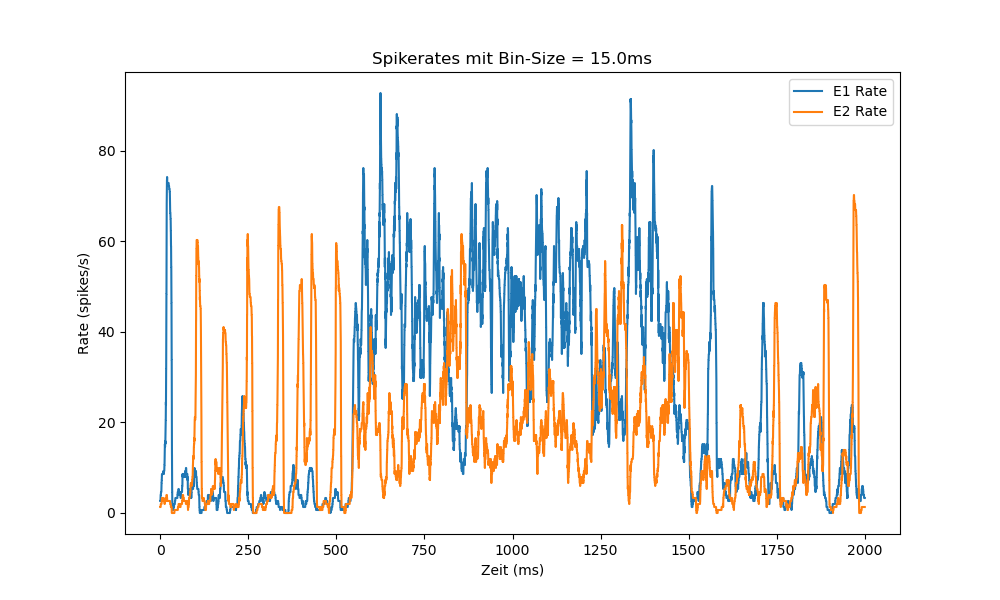 Spikerates mit Bin-Size = 15.0ms
E1 Rate
E2 Rate
Rate (spikes/s)
80
60
40
20
0
0 250 500 750 1000 1250 1500 1750 2000
Zeit (ms)